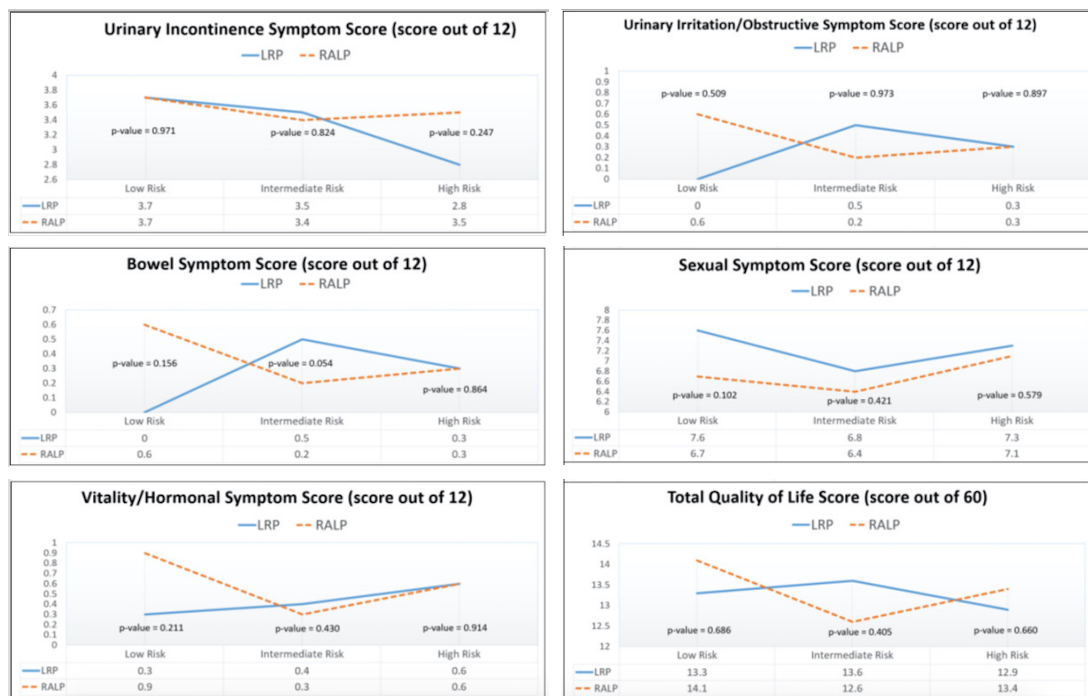 Urinary Incontinence Symptom Score (score out of 12)
LRP RALP
4
3.8
3.6
3.4
3.2
3
2.8
2.6
p-value = 0.971
p-value = 0.824
p-value = 0.247
Low Risk Intermediate Risk High Risk
LRP 3.7 3.5 2.8
RALP 3.7 3.4 3.5
Urinary Irritation/Obstructive Symptom Score (score out of 12)
LRP RALP
1
0.9
0.8
0.7
0.6
0.5
0.4
0.3
0.2
0.1
0
p-value = 0.509
p-value = 0.973
p-value = 0.897
Low Risk Intermediate Risk High Risk
LRP 0 0.5 0.3
RALP 0.6 0.2 0.3
Bowel Symptom Score (score out of 12)
LRP RALP
0.7
0.6
0.5
0.4
0.3
0.2
0.1
0
p-value = 0.156
p-value = 0.054
p-value = 0.864
Low Risk Intermediate Risk High Risk
LRP 0 0.5 0.3
RALP 0.6 0.2 0.3
Sexual Symptom Score (score out of 12)
LRP RALP
8
7.8
7.6
7.4
7.2
7
6.8
6.6
6.4
6.2
6
p-value = 0.102
p-value = 0.421
p-value = 0.579
Low Risk Intermediate Risk High Risk
LRP 7.6 6.8 7.3
RALP 6.7 6.4 7.1
Vitality/Hormonal Symptom Score (score out of 12)
LRP RALP
1
0.9
0.8
0.7
0.6
0.5
0.4
0.3
0.2
0.1
0
p-value = 0.211
p-value = 0.430
p-value = 0.914
Low Risk Intermediate Risk High Risk
LRP 0.3 0.4 0.6
RALP 0.9 0.3 0.6
Total Quality of Life Score (score out of 60)
LRP RALP
14.5
14
13.5
13
12.5
12
p-value = 0.686
p-value = 0.405
p-value = 0.660
Low Risk Intermediate Risk High Risk
LRP 13.3 13.6 12.9
RALP 14.1 12.6 13.4